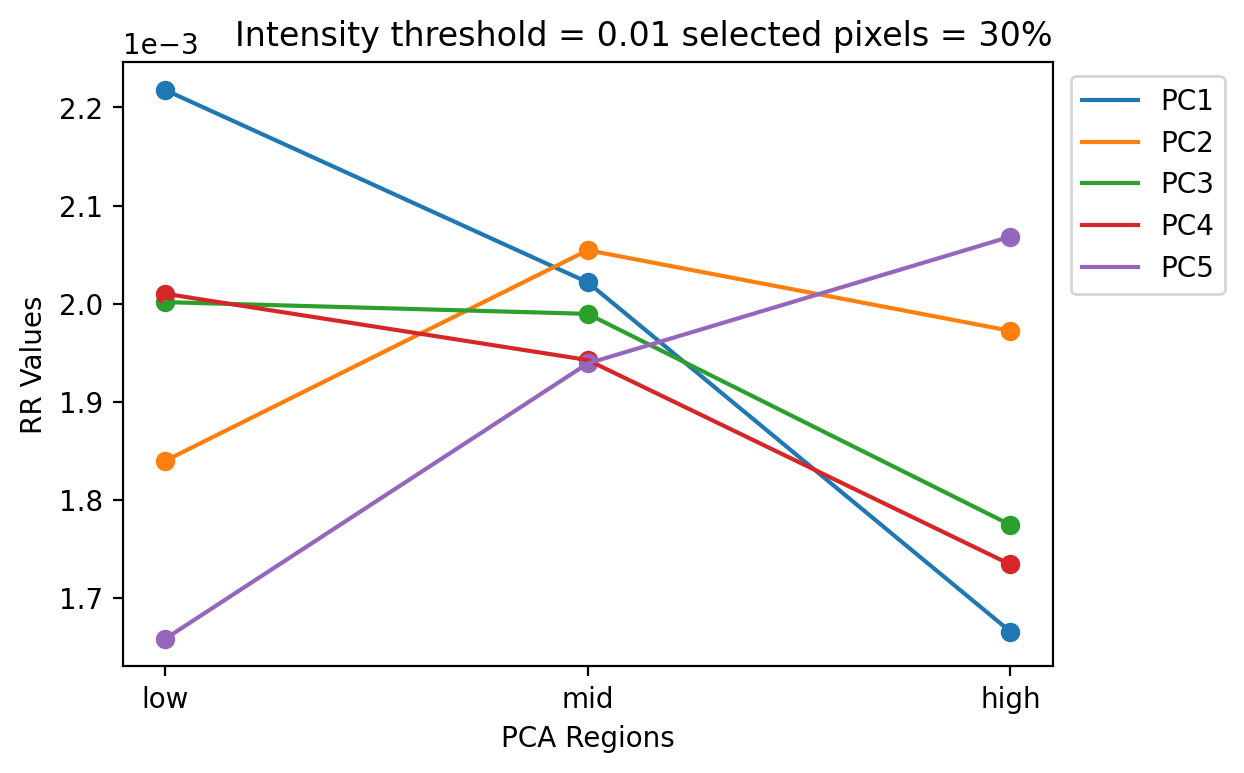 Intensity threshold = 0.01 selected pixels = 30%
1e−3
2.2
2.1
2.0
1.9
1.8
1.7
RR Values
low
mid
high
PCA Regions
PC1
PC2
PC3
PC4
PC5